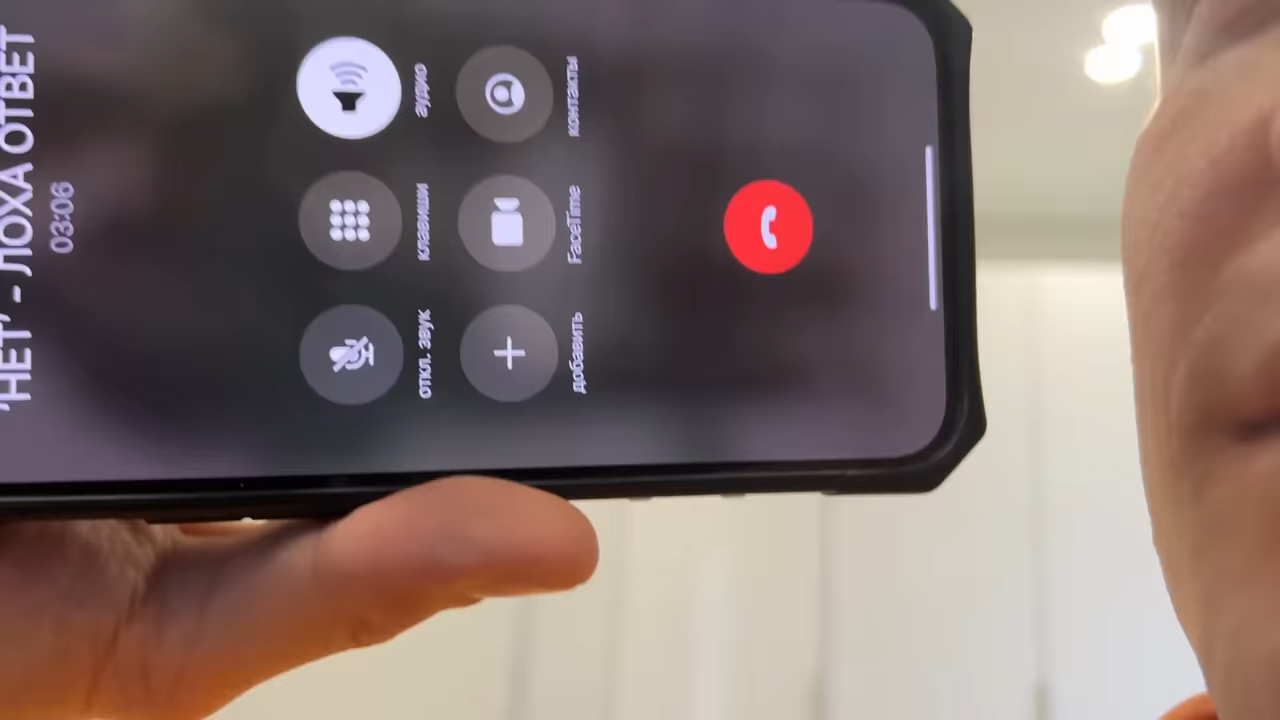 'НЕТ' - ЛОХА ОТВЕТ
03:06
откл. звук
клавиши
аудио
добавить
FaceTime
контакты